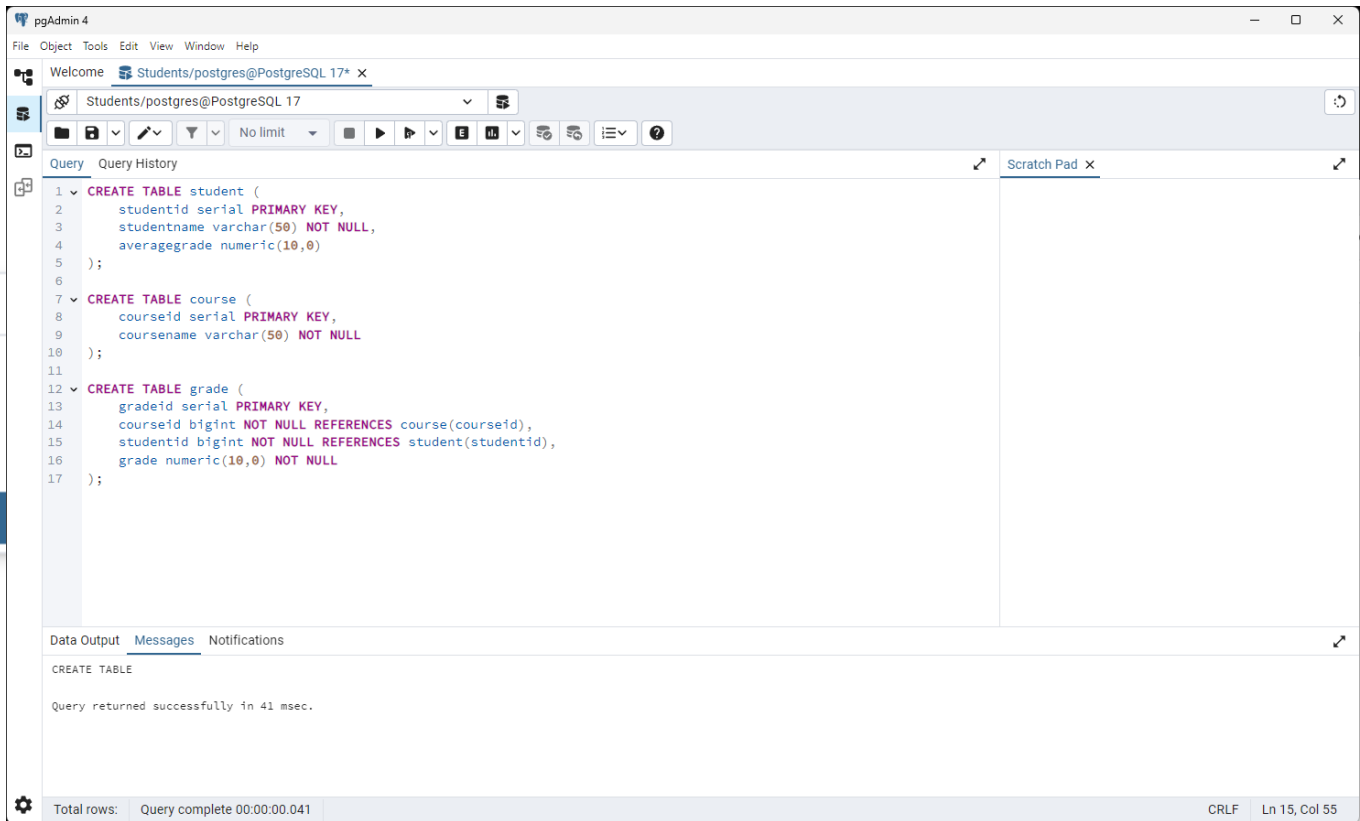 pgAdmin 4
File Object Tools Edit View Window Help
Welcome Students/postgres@PostgreSQL 17*
Students/postgres@PostgreSQL 17
No limit E
Query Query History Scratch Pad
1 CREATE TABLE student (
2 studentid serial PRIMARY KEY,
3 studentname varchar(50) NOT NULL,
4 averagegrade numeric(10,0)
5 );
6
7 CREATE TABLE course (
8 courseid serial PRIMARY KEY,
9 coursename varchar(50) NOT NULL
10 );
11
12 CREATE TABLE grade (
13 gradeid serial PRIMARY KEY,
14 courseid bigint NOT NULL REFERENCES course(courseid),
15 studentid bigint NOT NULL REFERENCES student(studentid),
16 grade numeric(10,0) NOT NULL
17 );
Data Output Messages Notifications
CREATE TABLE
Query returned successfully in 41 msec.
Total rows: Query complete 00:00:00.041 CRLF Ln 15, Col 55